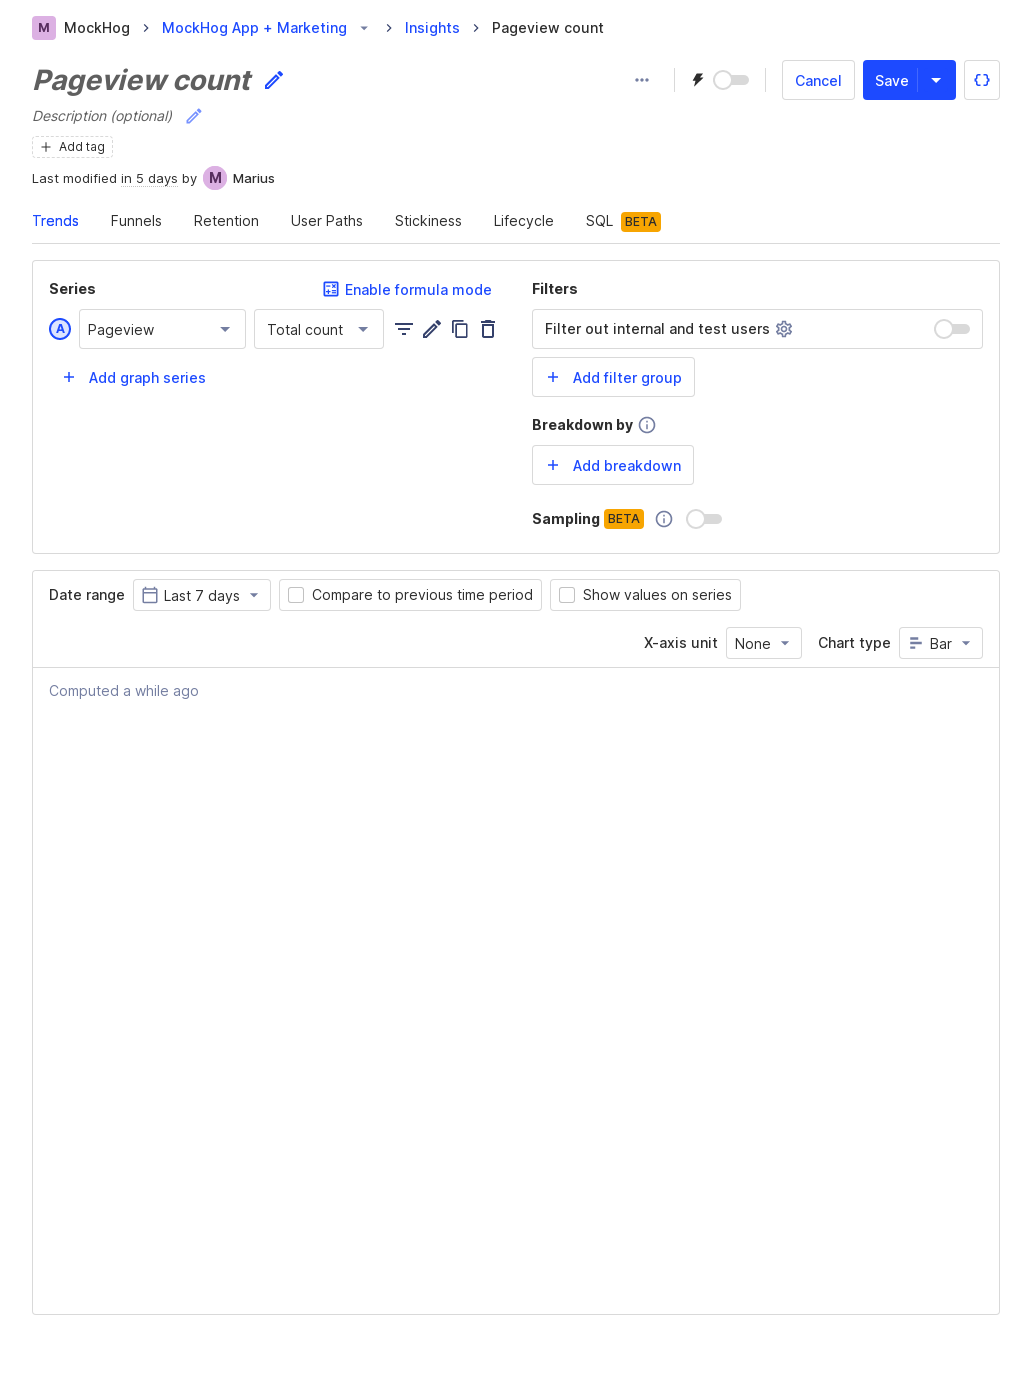 M MockHog > MockHog App + Marketing > Insights > Pageview count
Pageview count
Cancel Save {}
Description (optional)
+ Add tag
Last modified in 5 days by M Marius
Trends Funnels Retention User Paths Stickiness Lifecycle SQL BETA
Series Enable formula mode
A Pageview Total count
+ Add graph series
Filters
Filter out internal and test users
+ Add filter group
Breakdown by
+ Add breakdown
Sampling BETA
Date range Last 7 days Compare to previous time period Show values on series
X-axis unit None Chart type Bar
Computed a while ago